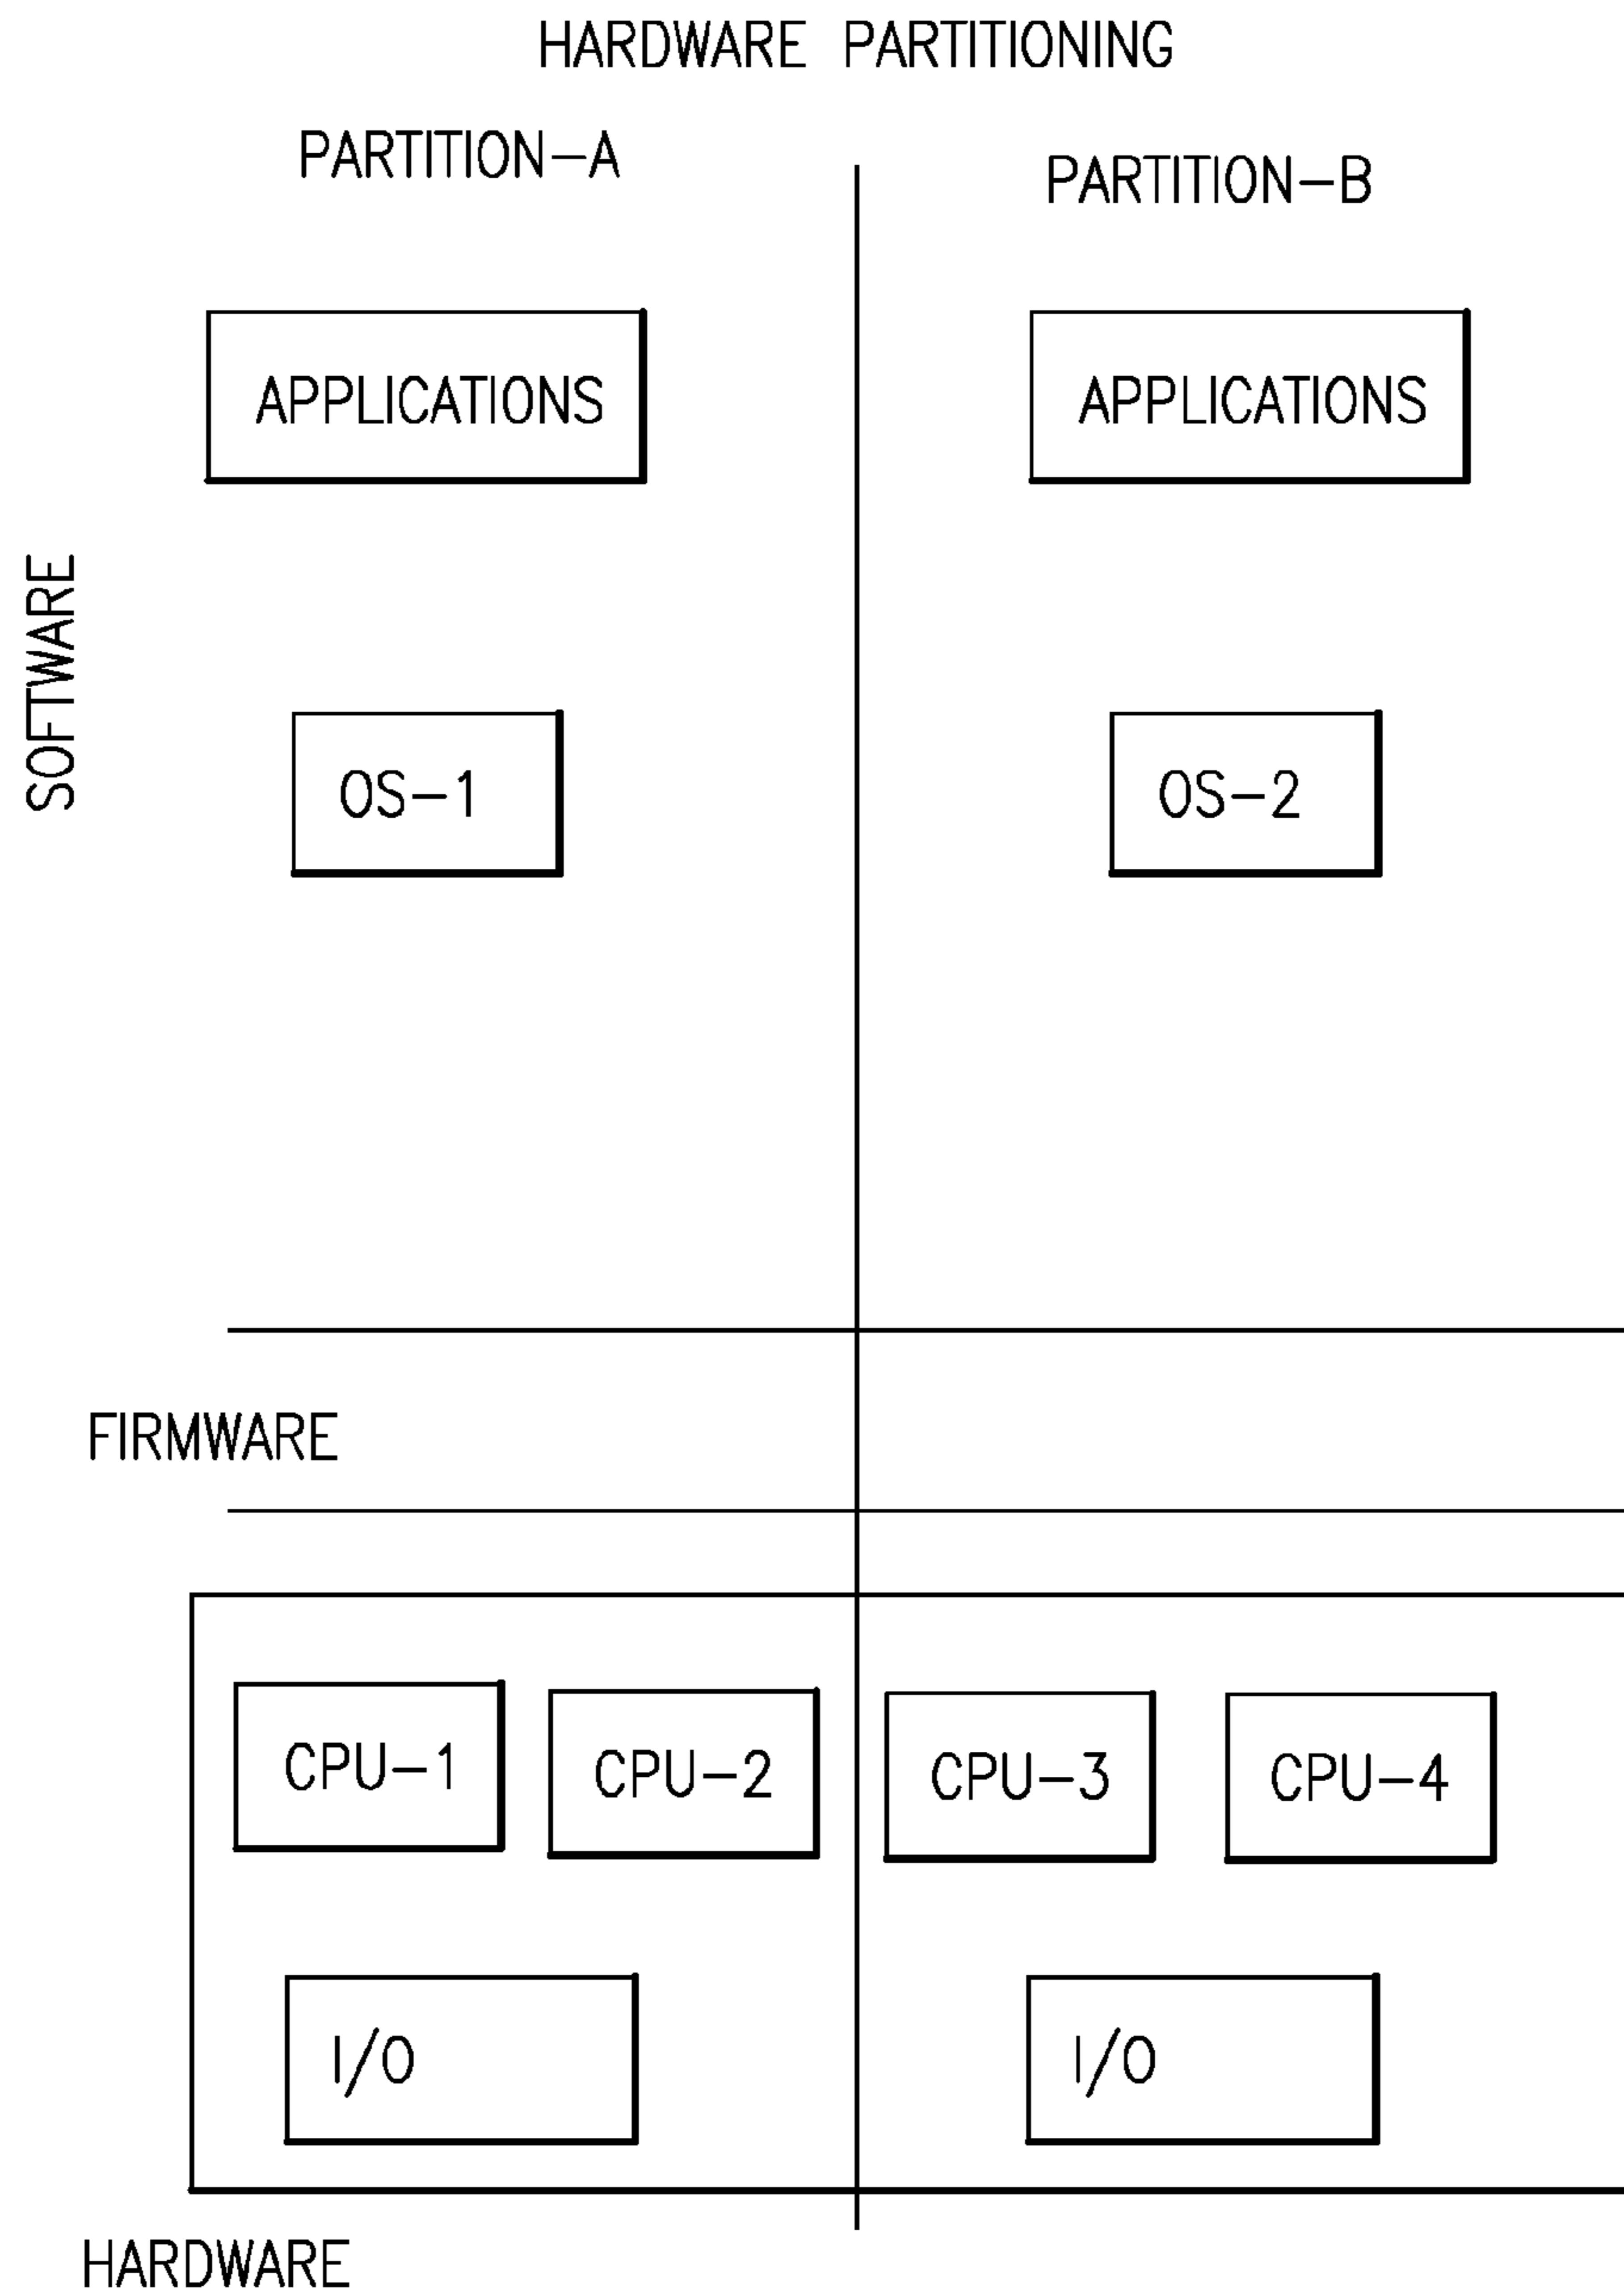 HARDWARE PARTITIONING
PARTITION-A
PARTITION-B
APPLICATIONS
APPLICATIONS
SOFTWARE
OS-1
OS-2
FIRMWARE
CPU-1
CPU-2
CPU-3
CPU-4
I/O
I/O
HARDWARE